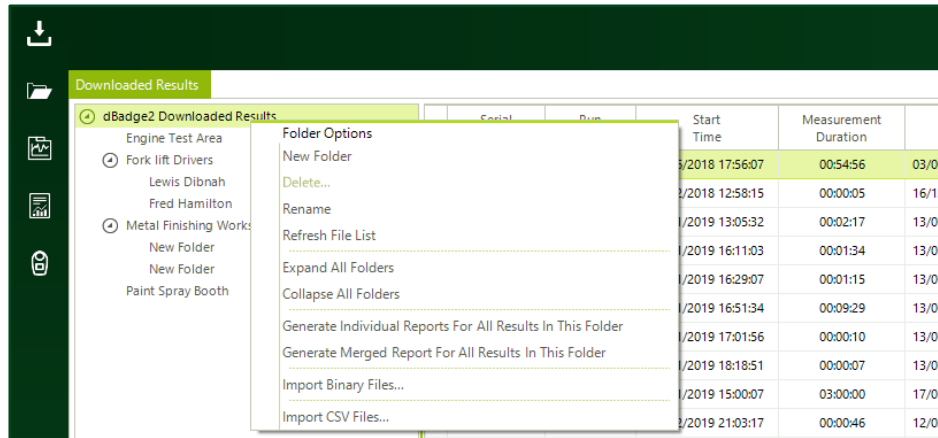 Downloaded Results
dBadge2 Downloaded Results
Engine Test Area
Fork lift Drivers
Lewis Dibnah
Fred Hamilton
Metal Finishing Works
New Folder
New Folder
Paint Spray Booth
Folder Options
New Folder
Delete...
Rename
Refresh File List
Expand All Folders
Collapse All Folders
Generate Individual Reports For All Results In This Folder
Generate Merged Report For All Results In This Folder
Import Binary Files...
Import CSV Files...
Serial Run Start Measurement
Time Duration
/2018 17:56:07 00:54:56 03/0
/2018 12:58:15 00:00:05 16/1
/2019 13:05:32 00:02:17 13/0
/2019 16:11:03 00:01:34 13/0
/2019 16:29:07 00:01:15 13/0
/2019 16:51:34 00:09:29 13/0
/2019 17:01:56 00:00:10 13/0
/2019 18:18:51 00:00:07 13/0
/2019 15:00:07 03:00:00 17/0
/2019 21:03:17 00:00:46 12/0